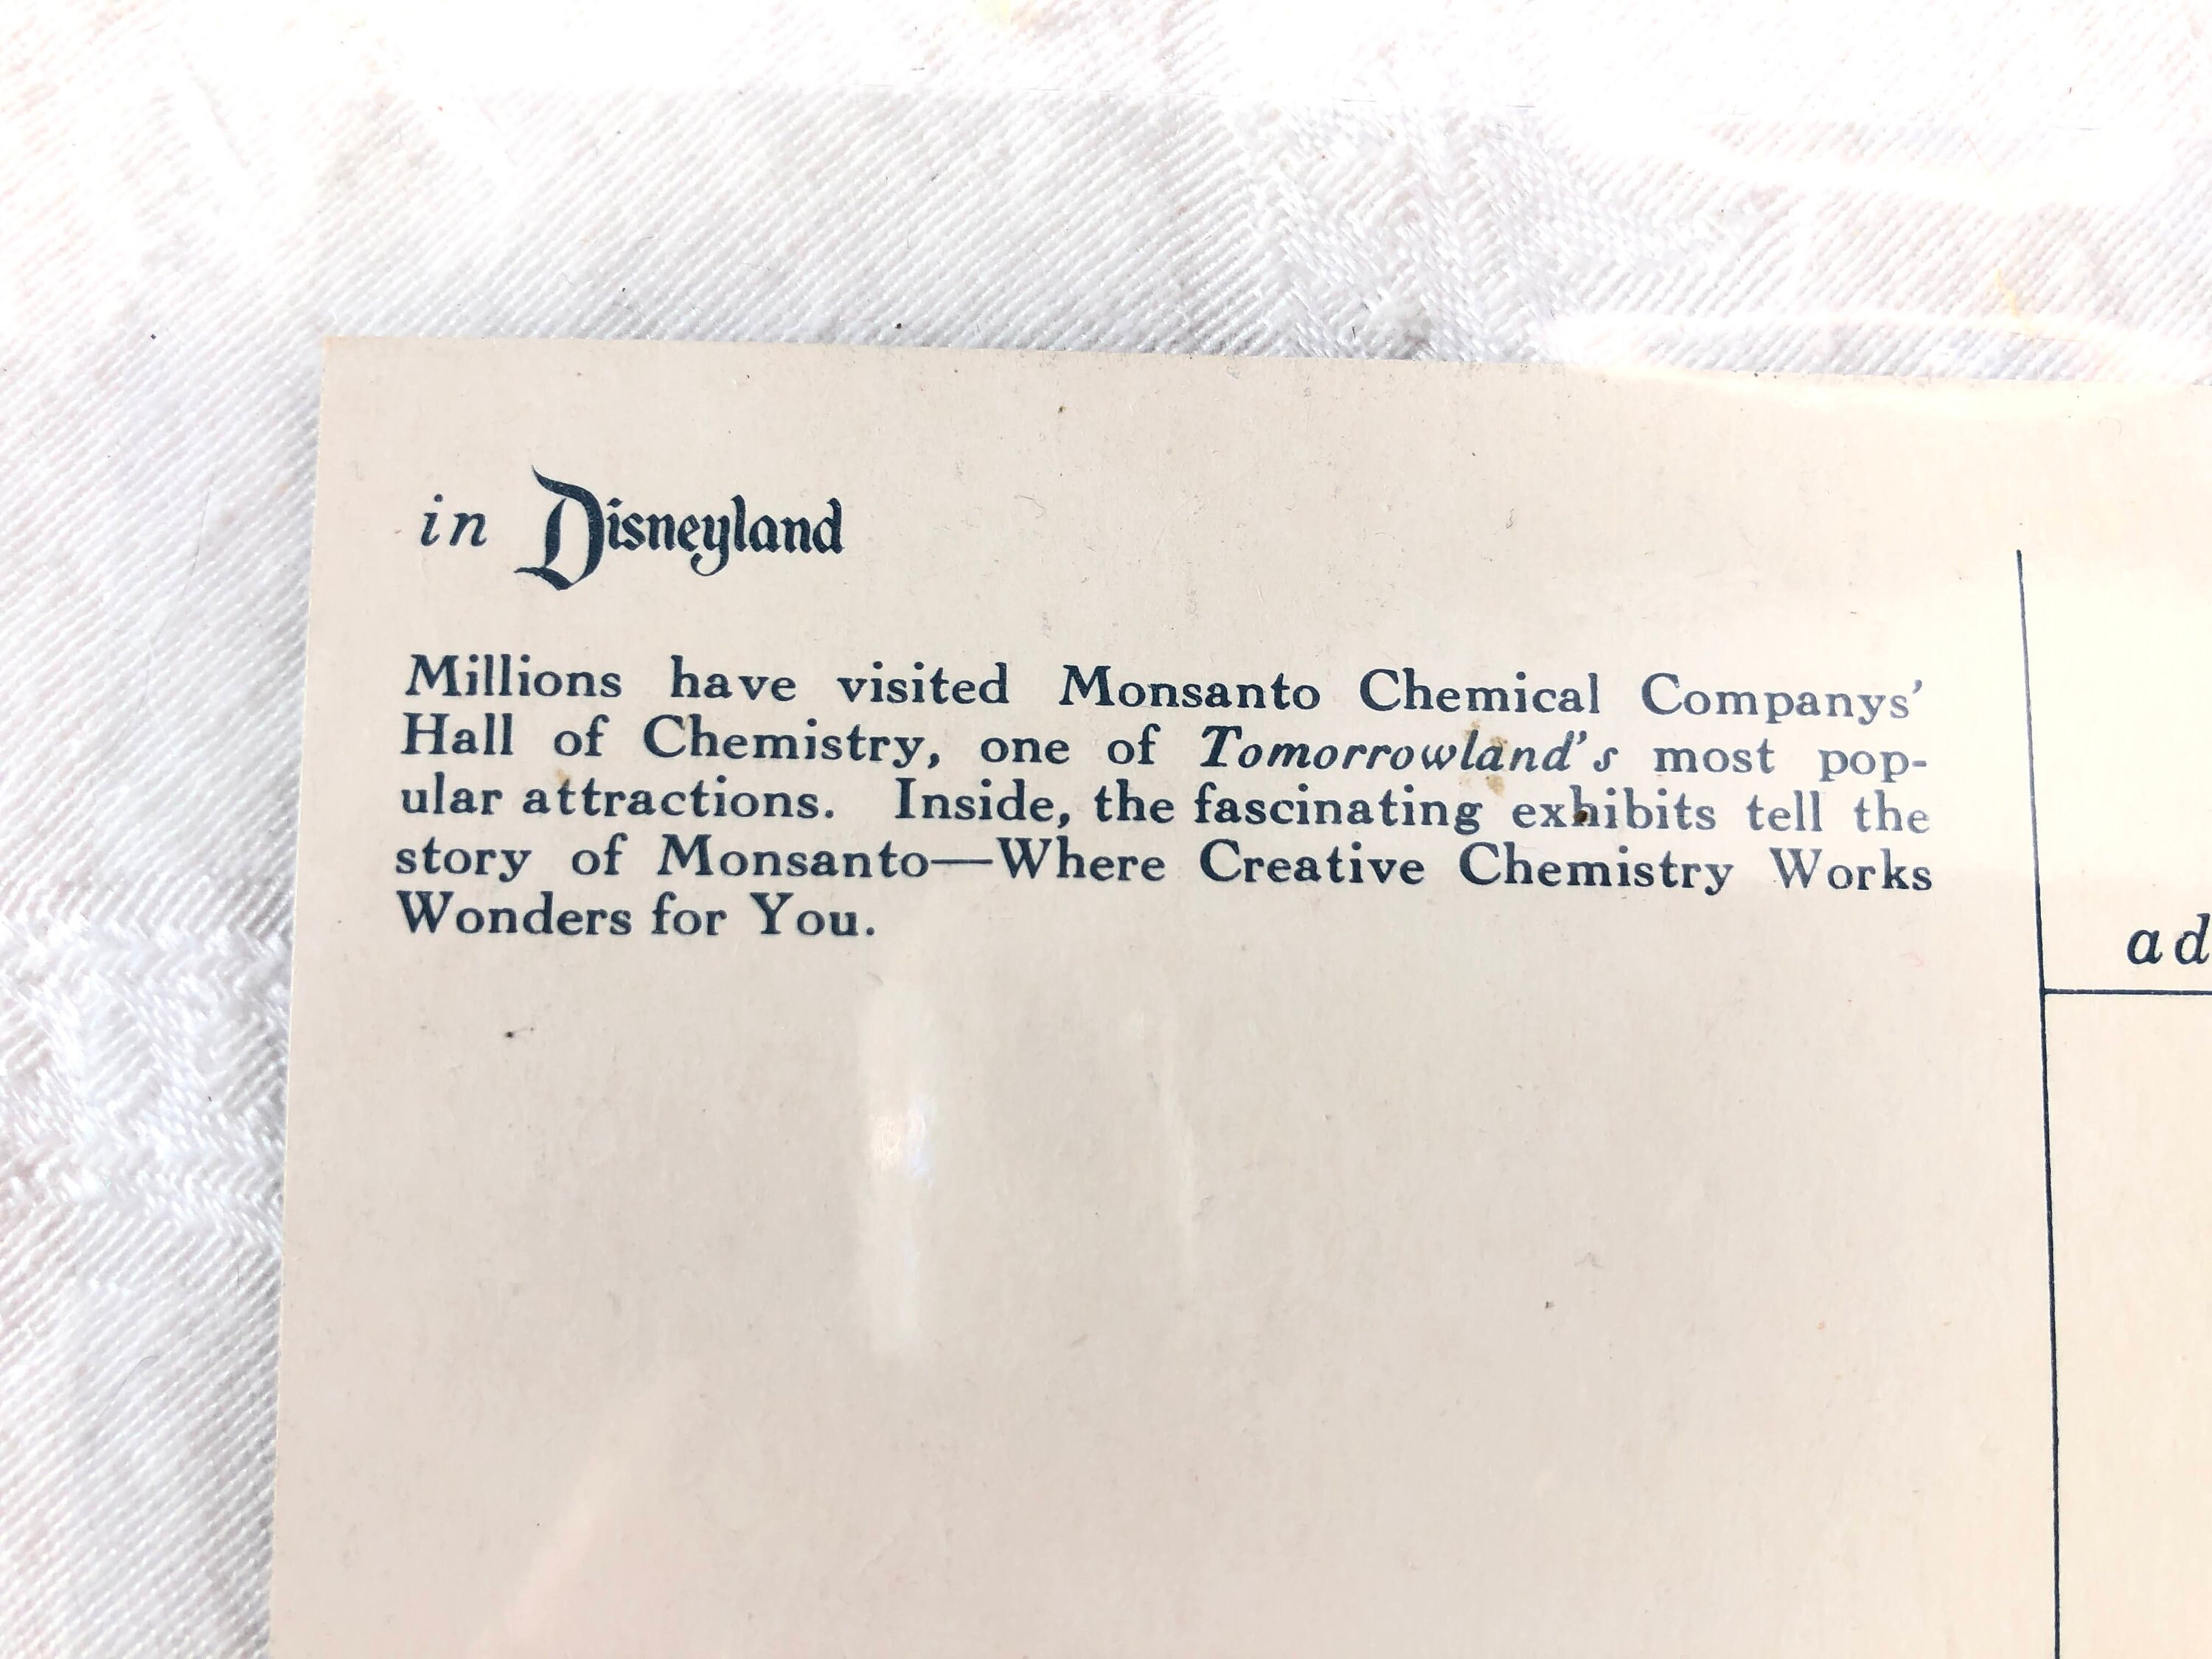 in Disneyland
Millions have visited Monsanto Chemical Companys'
Hall of Chemistry, one of Tomorrowland's most pop-
ular attractions. Inside, the fascinating exhibits tell the
story of Monsanto—Where Creative Chemistry Works
Wonders for You.
ad